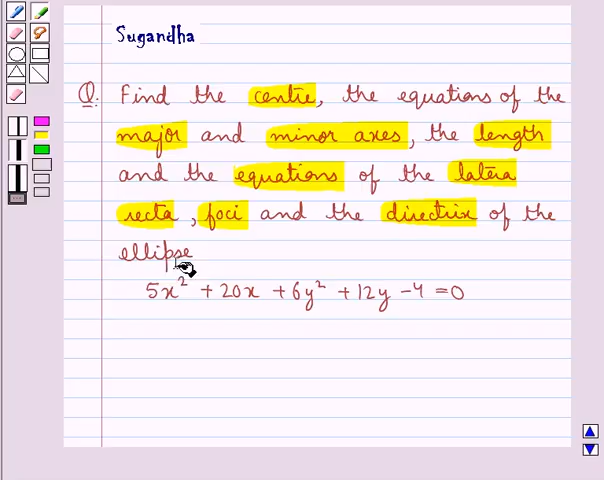 Sugandha
Q. Find the centre, the equations of the
major and minor axes, the length
and the equations of the latera
recta, foci and the directrix of the
ellipse
5x² + 20x + 6y² + 12y - 4 = 0